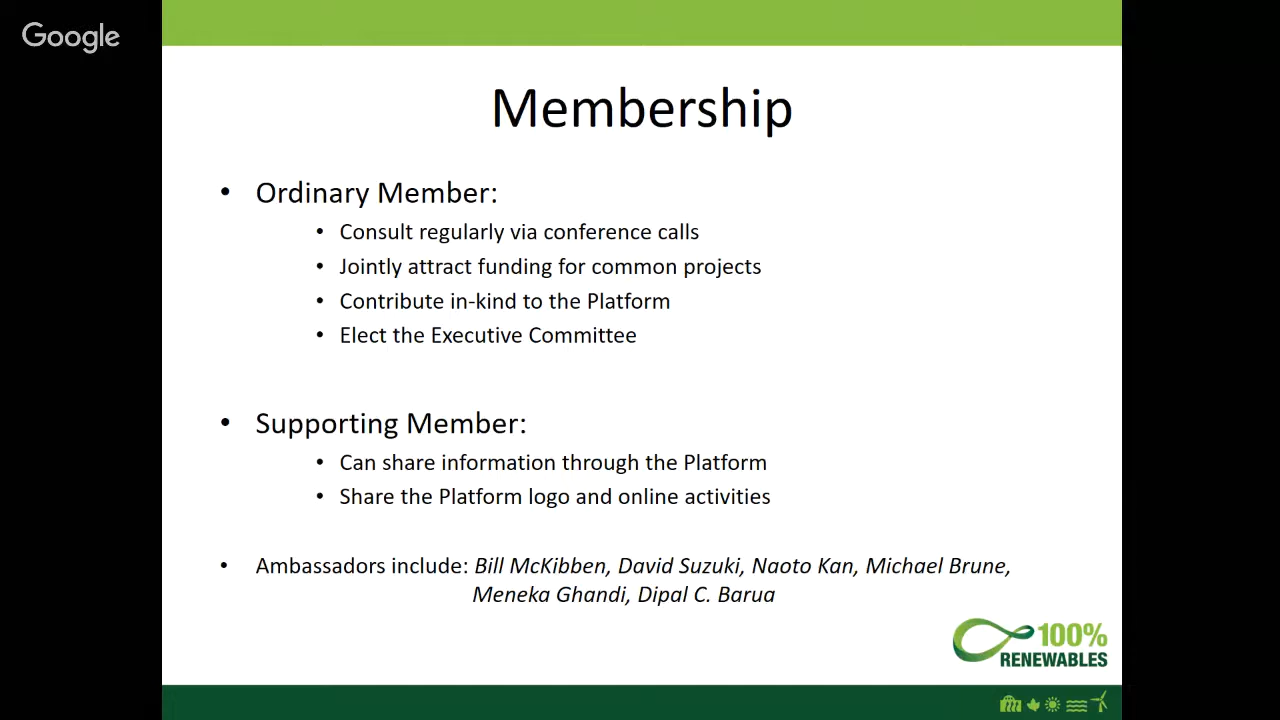 Google
Membership
• Ordinary Member:
• Consult regularly via conference calls
• Jointly attract funding for common projects
• Contribute in-kind to the Platform
• Elect the Executive Committee
• Supporting Member:
• Can share information through the Platform
• Share the Platform logo and online activities
• Ambassadors include: Bill McKibben, David Suzuki, Naoto Kan, Michael Brune,
Meneka Ghandi, Dipal C. Barua
100%
RENEWABLES